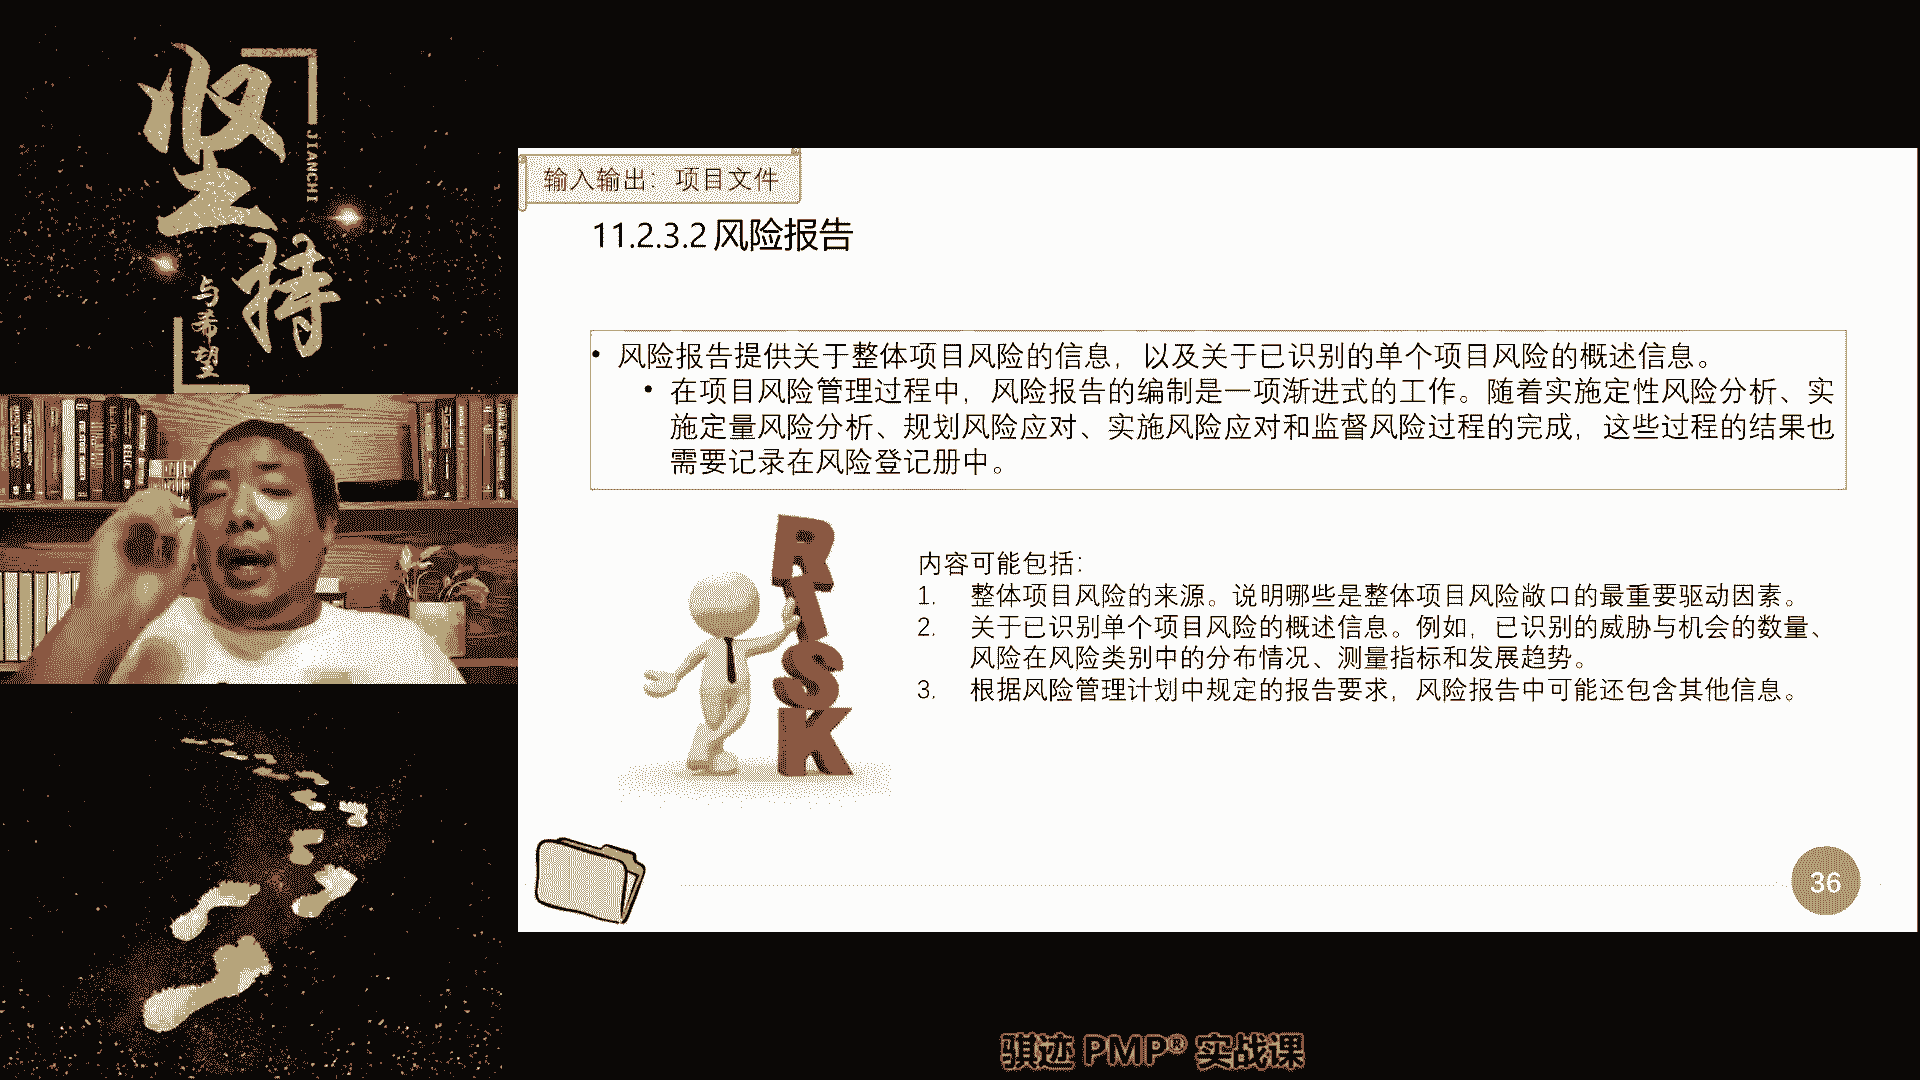 坚
持
JIANCHI
与
希
望
输入输出：项目文件
11.2.3.2 风险报告
• 风险报告提供关于整体项目风险的信息，以及关于已识别的单个项目风险的概述信息。
• 在项目风险管理过程中，风险报告的编制是一项渐进式的工作。随着实施定性风险分析、实
施定量风险分析、规划风险应对、实施风险应对和监督风险过程的完成，这些过程的结果也
需要记录在风险登记册中。
RISK
内容可能包括：
1. 整体项目风险的来源。说明哪些是整体项目风险敞口的最重要驱动因素。
2. 关于已识别单个项目风险的概述信息。例如，已识别的威胁与机会的数量、
风险在风险类别中的分布情况、测量指标和发展趋势。
3. 根据风险管理计划中规定的报告要求，风险报告中可能还包含其他信息。
36
骐迹 PMP® 实战课